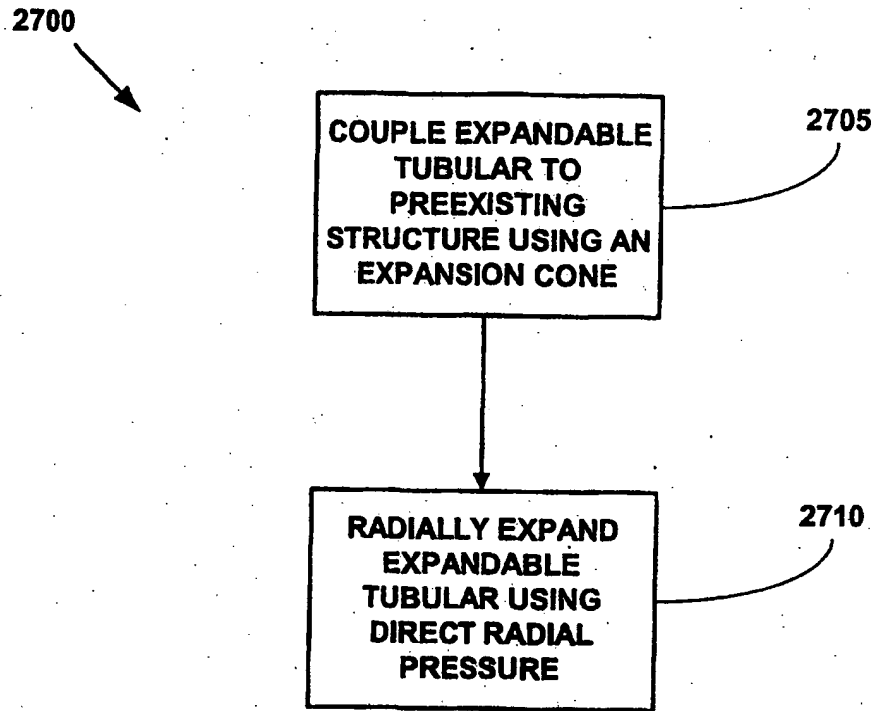 2700
COUPLE EXPANDABLE
TUBULAR TO
PREEXISTING
STRUCTURE USING AN
EXPANSION CONE
2705
RADIALLY EXPAND
EXPANDABLE
TUBULAR USING
DIRECT RADIAL
PRESSURE
2710